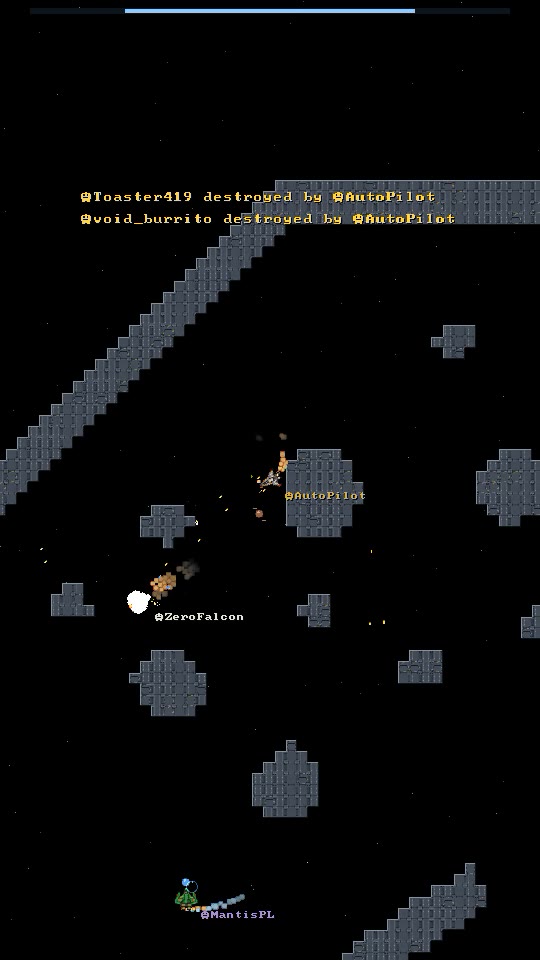 @Toaster419 destroyed by @AutoPilot
@void_burrito destroyed by @AutoPilot
@AutoPilot
@ZeroFalcon
@MantisPL